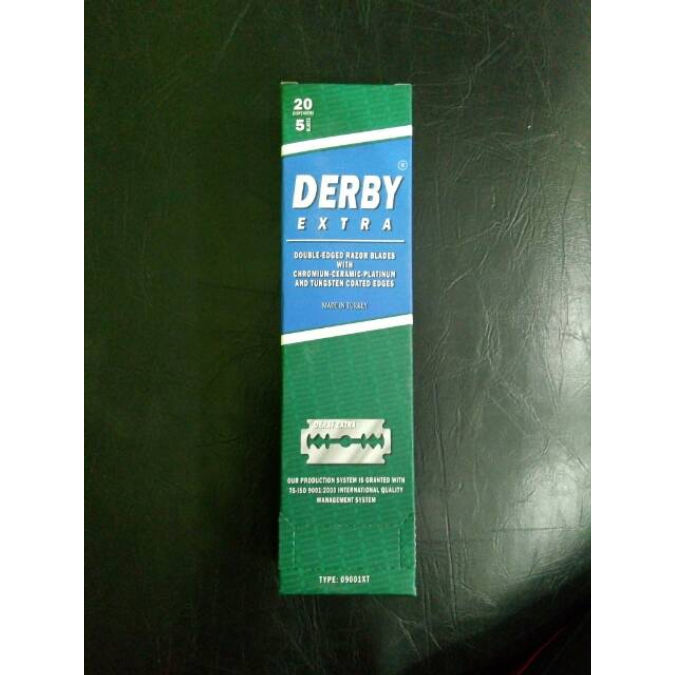 20
5
DERBY
®
EXTRA
DOUBLE-EDGED RAZOR BLADES
WITH
CHROMIUM-CERAMIC-PLATINUM
AND TUNGSTEN COATED EDGES
MADE IN TURKEY
DERBY EXTRA
OUR PRODUCTION SYSTEM IS GRANTED WITH
TS-ISO 9001:2000 INTERNATIONAL QUALITY
MANAGEMENT SYSTEM
TYPE: 09001XT